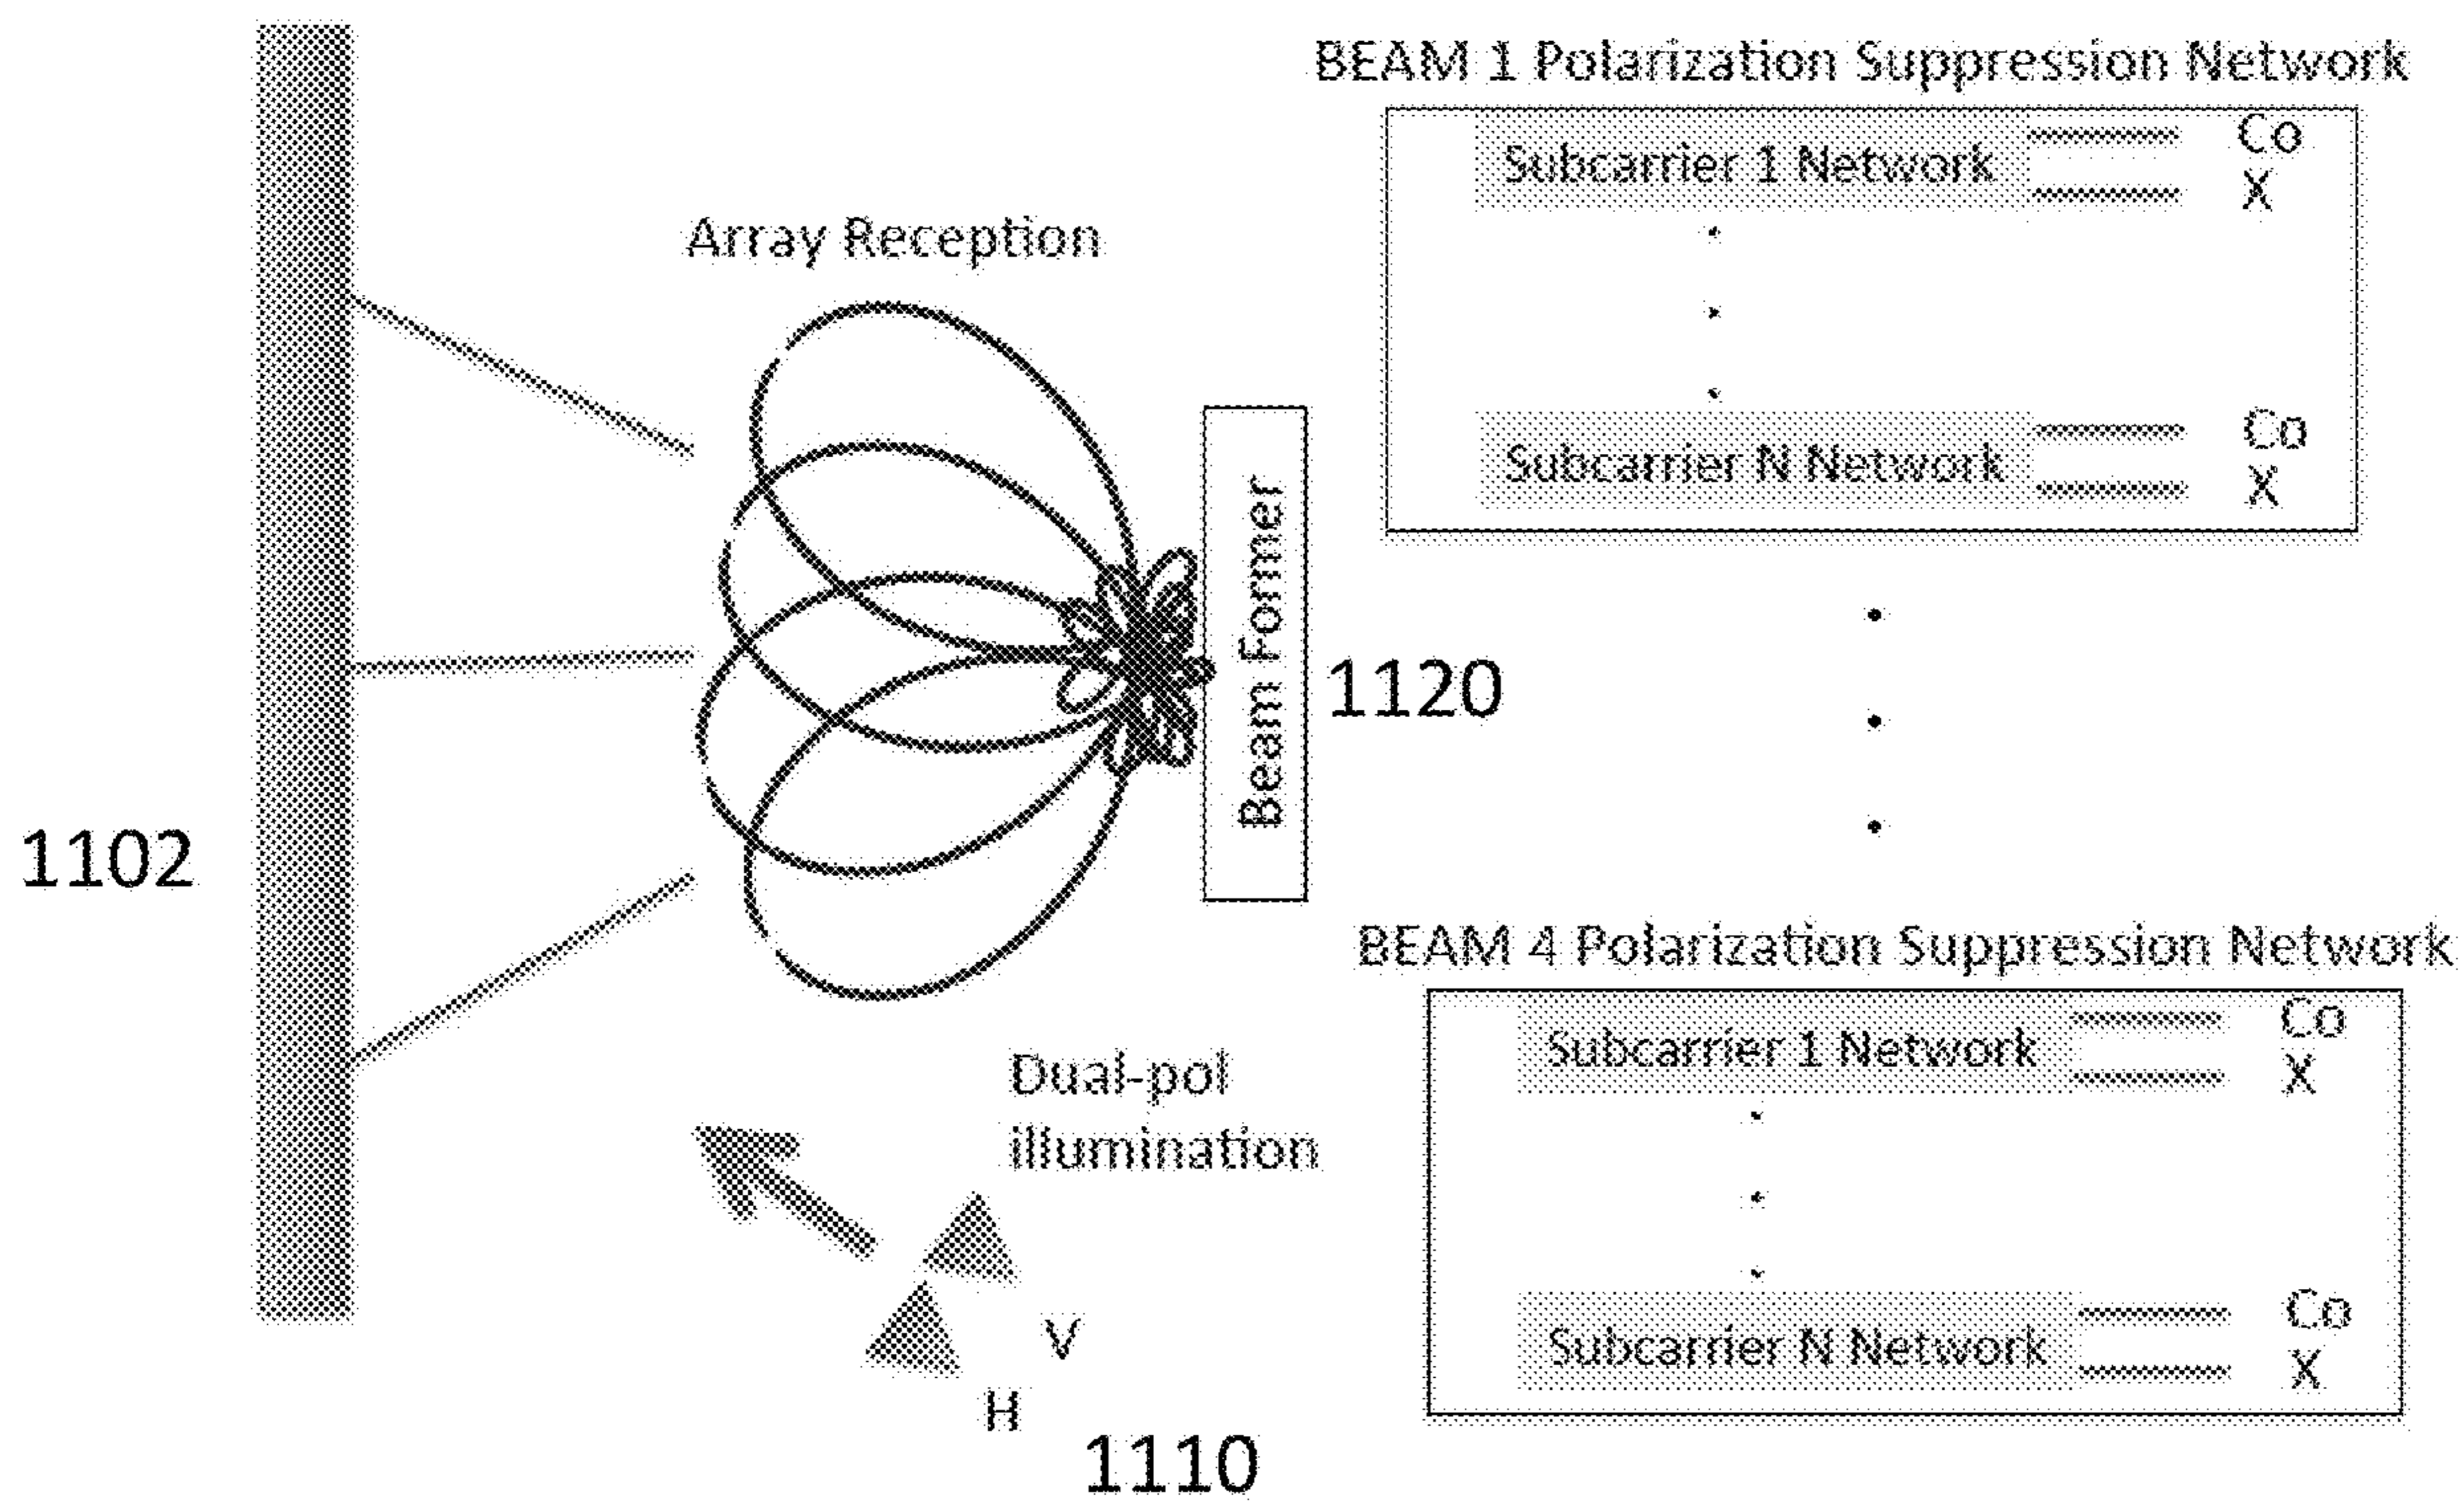 BEAM 1 Polarization Suppression Network
Subcarrier 1 Network
Co
X
Subcarrier N Network
Co
X
Array Reception
Beam Former
1120
1102
BEAM 4 Polarization Suppression Network
Subcarrier 1 Network
Co
X
Subcarrier N Network
Co
X
Dual-pol
illumination
V
H
1110